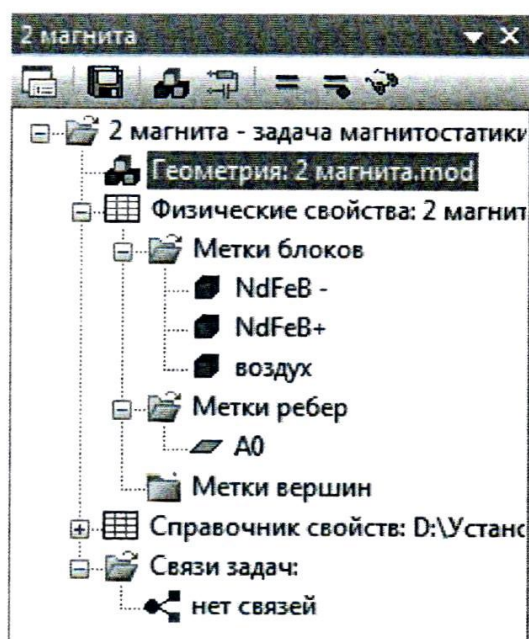 2 магнита
2 магнита - задача магнитостатики
Геометрия: 2 магнита.mod
Физические свойства: 2 магнит
Метки блоков
NdFeB -
NdFeB+
воздух
Метки ребер
A0
Метки вершин
Справочник свойств: D:\Устанс
Связи задач:
нет связей